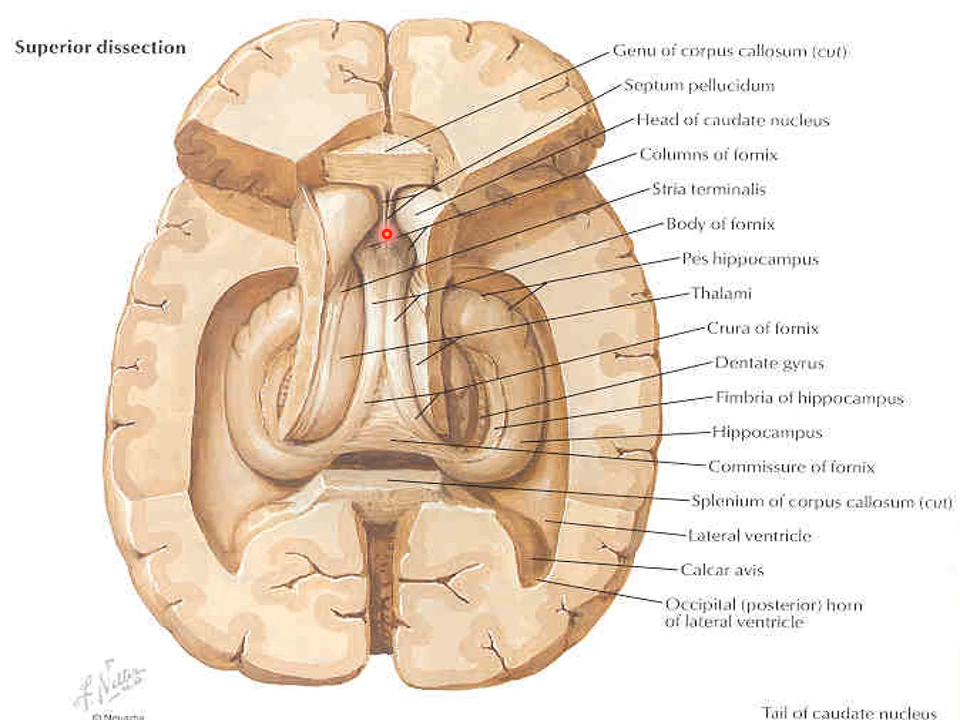 Superior dissection
Genu of corpus callosum (cut)
Septum pellucidum
Head of caudate nucleus
Columns of fornix
Stria terminalis
Body of fornix
Pes hippocampus
Thalami
Crura of fornix
Dentate gyrus
Fimbria of hippocampus
Hippocampus
Commissure of fornix
Splenium of corpus callosum (cut)
Lateral ventricle
Calcar avis
Occipital (posterior) horn
of lateral ventricle
F. Netter
Tail of caudate nucleus